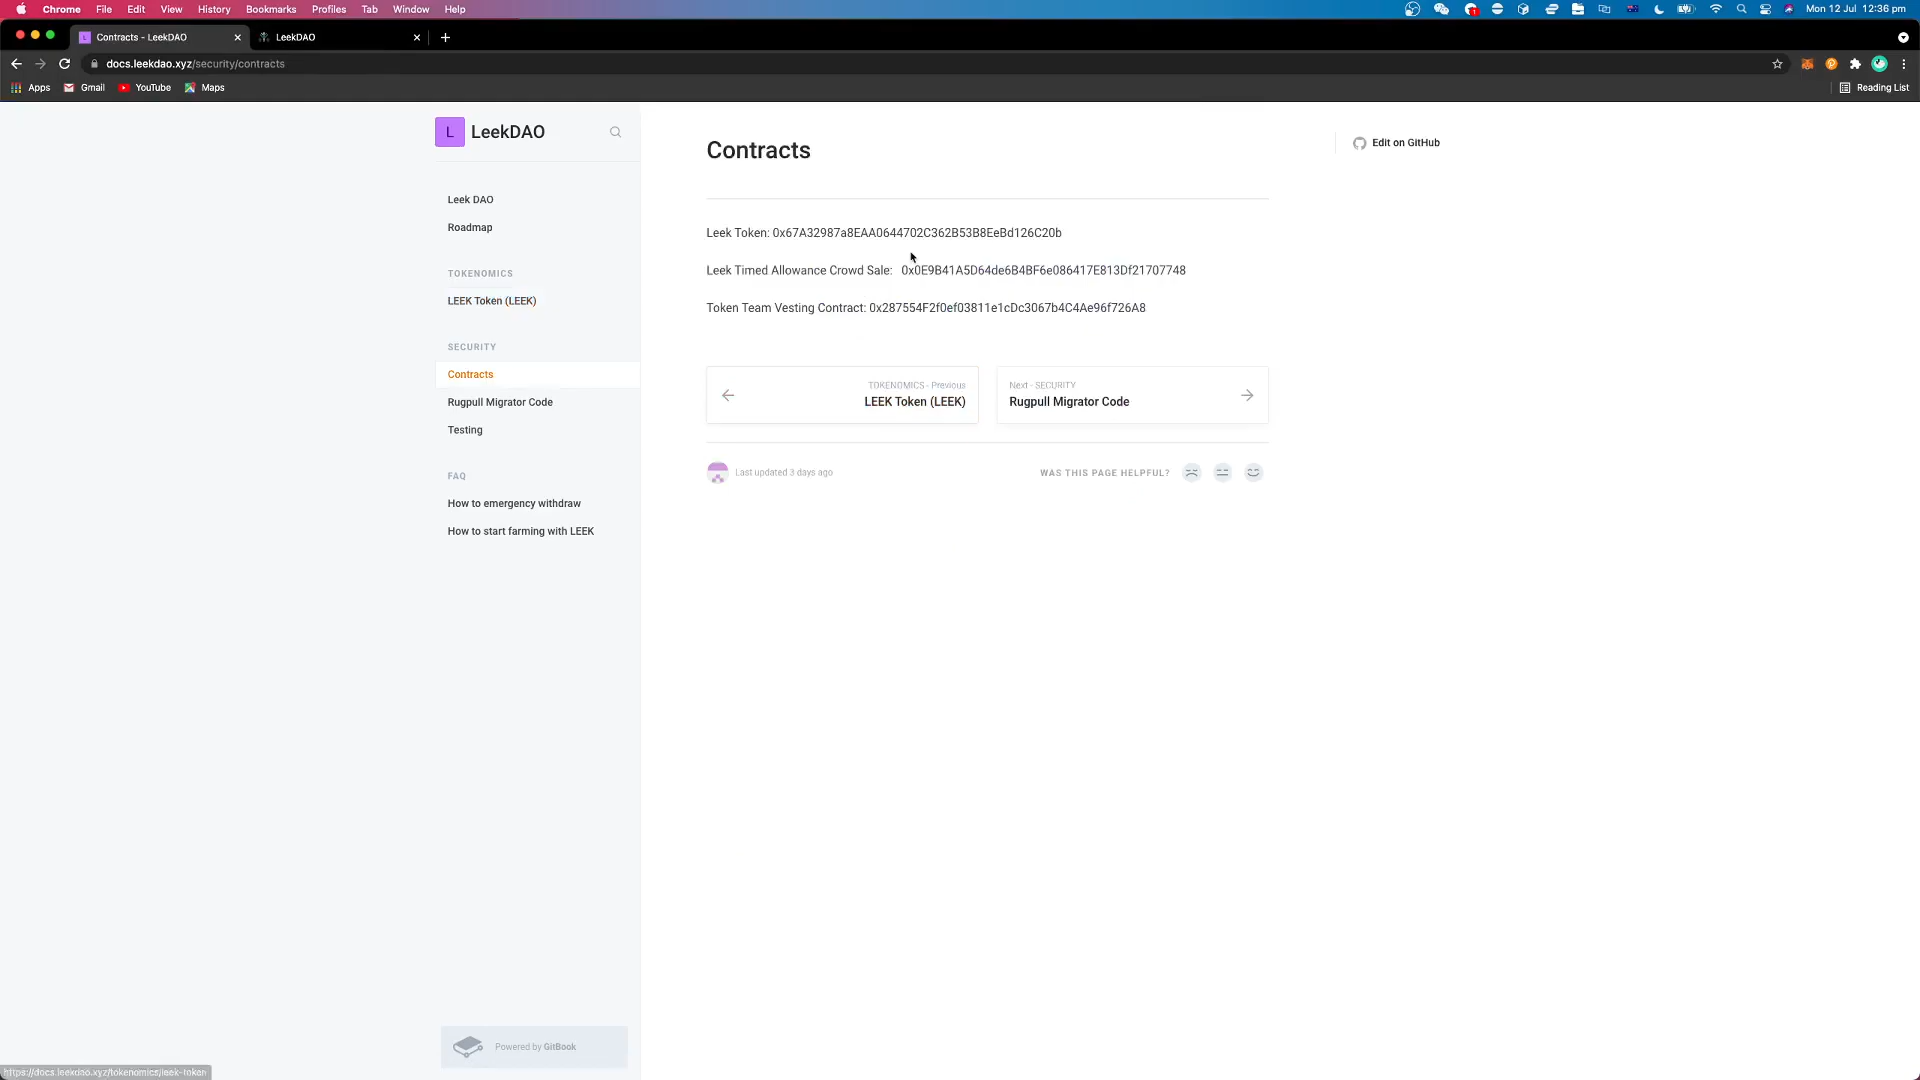 Chrome File Edit View History Bookmarks Profiles Tab Window Help
1
Mon 12 Jul 12:36 pm
Contracts - LeekDAO
LeekDAO
docs.leekdao.xyz/security/contracts
Apps Gmail YouTube Maps
Reading List
L LeekDAO
Leek DAO
Roadmap
TOKENOMICS
LEEK Token (LEEK)
SECURITY
Contracts
Rugpull Migrator Code
Testing
FAQ
How to emergency withdraw
How to start farming with LEEK
Powered by GitBook
Contracts
Edit on GitHub
Leek Token: 0x67A32987a8EAA0644702C362B53B8EeBd126C20b
Leek Timed Allowance Crowd Sale: 0x0E9B41A5D64de6B4BF6e086417E813Df21707748
Token Team Vesting Contract: 0x287554F2f0ef03811e1cDc3067b4C4Ae96f726A8
TOKENOMICS - Previous
LEEK Token (LEEK)
Next - SECURITY
Rugpull Migrator Code
Last updated 3 days ago
WAS THIS PAGE HELPFUL?
https://docs.leekdao.xyz/tokenomics/leek-token